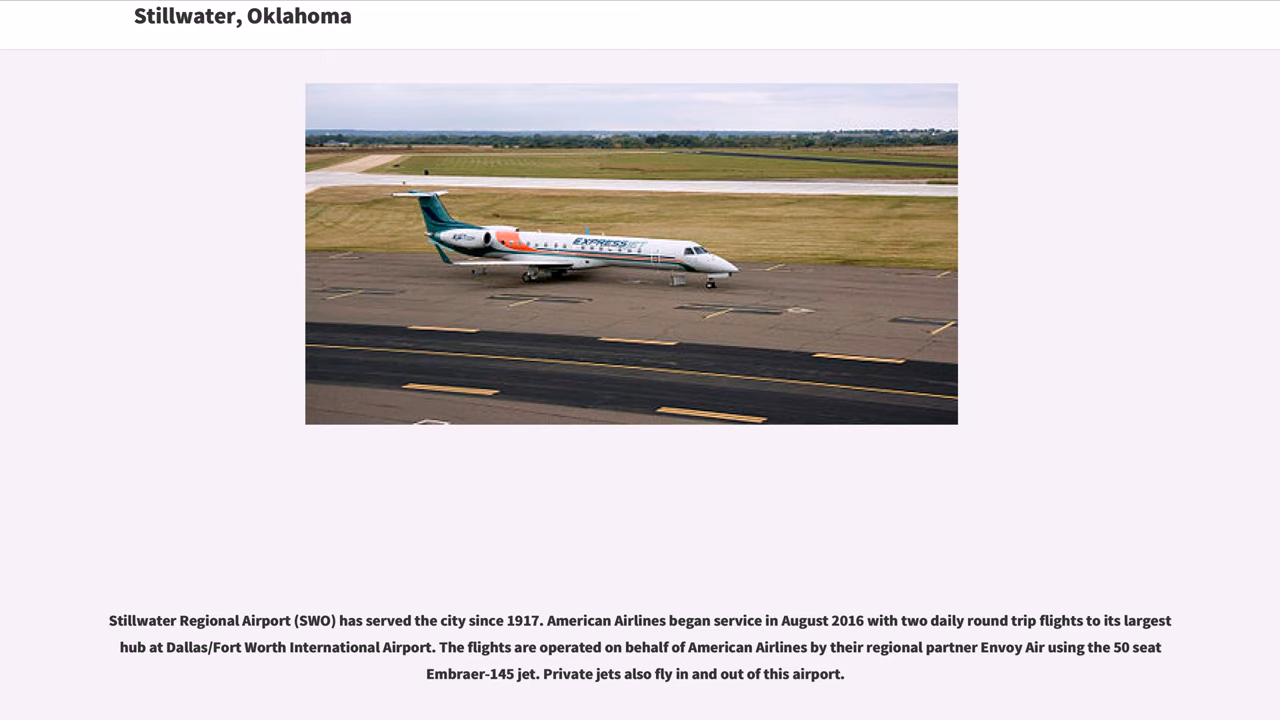 Stillwater, Oklahoma
EXPRESSJET
Stillwater Regional Airport (SWO) has served the city since 1917. American Airlines began service in August 2016 with two daily round trip flights to its largest
hub at Dallas/Fort Worth International Airport. The flights are operated on behalf of American Airlines by their regional partner Envoy Air using the 50 seat
Embraer-145 jet. Private jets also fly in and out of this airport.